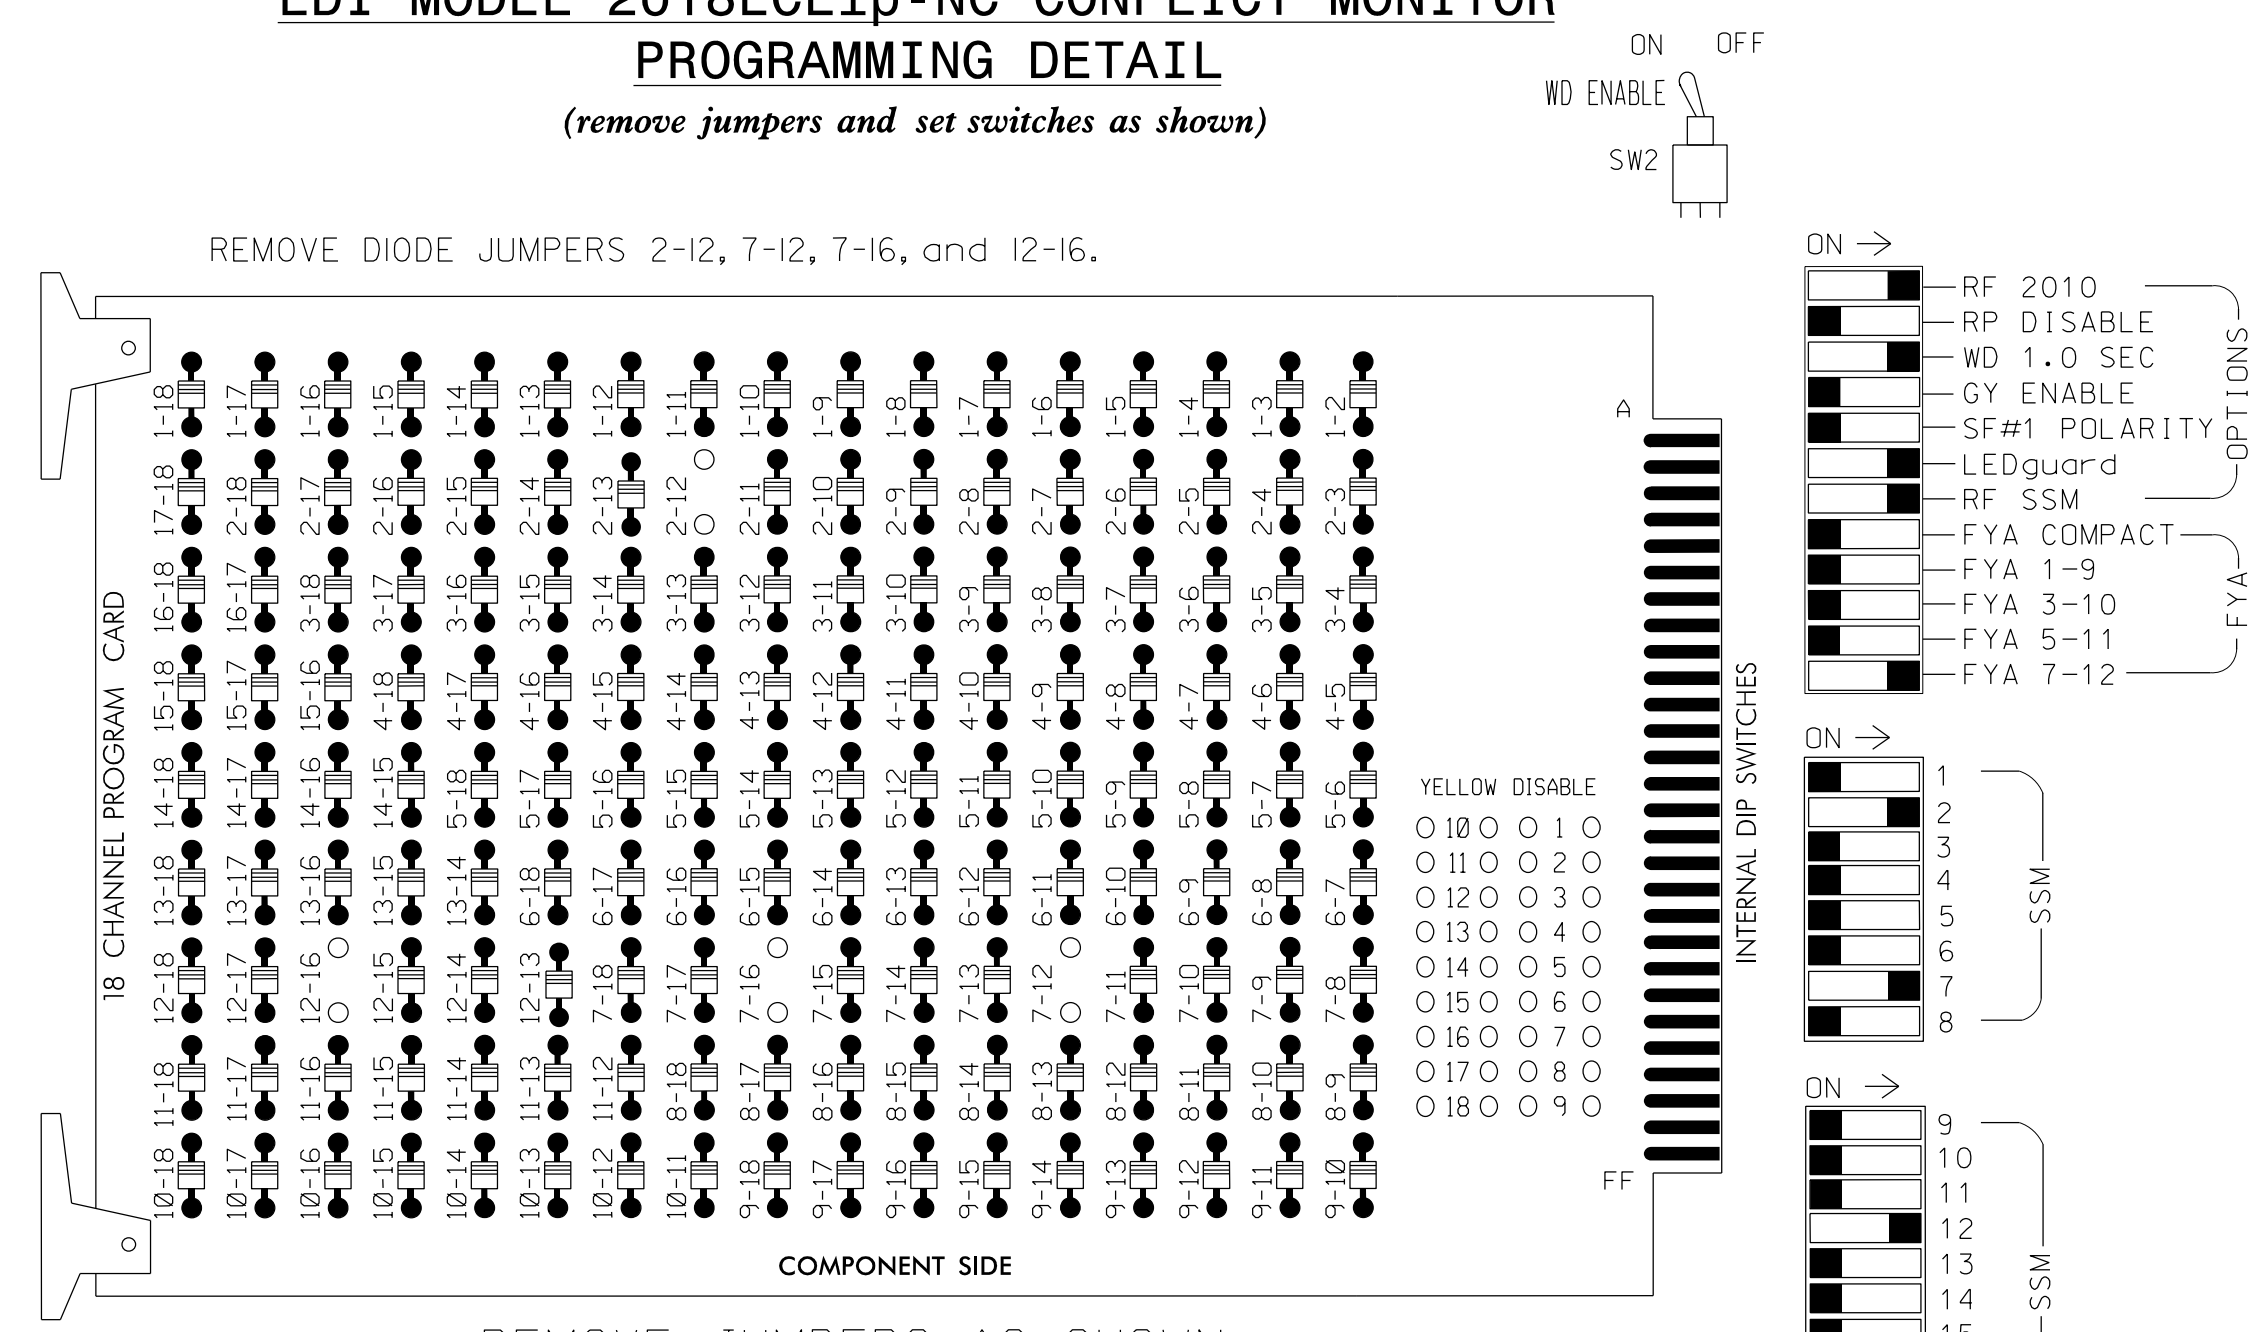 EDI MODEL 2018ECLip-NC CONFLICT MONITOR
PROGRAMMING DETAIL
(remove jumpers and set switches as shown)
ON OFF
WD ENABLE
SW2
REMOVE DIODE JUMPERS 2-12, 7-12, 7-16, and 12-16.
18 CHANNEL PROGRAM CARD
1-18 1-17 1-16 1-15 1-14 1-13 1-12 1-11 1-10 1-9 1-8 1-7 1-6 1-5 1-4 1-3 1-2
17-18 2-18 2-17 2-16 2-15 2-14 2-13 2-12 2-11 2-10 2-9 2-8 2-7 2-6 2-5 2-4 2-3
16-18 16-17 3-18 3-17 3-16 3-15 3-14 3-13 3-12 3-11 3-10 3-9 3-8 3-7 3-6 3-5 3-4
15-18 15-17 15-16 4-18 4-17 4-16 4-15 4-14 4-13 4-12 4-11 4-10 4-9 4-8 4-7 4-6 4-5
14-18 14-17 14-16 14-15 5-18 5-17 5-16 5-15 5-14 5-13 5-12 5-11 5-10 5-9 5-8 5-7 5-6
13-18 13-17 13-16 13-15 13-14 6-18 6-17 6-16 6-15 6-14 6-13 6-12 6-11 6-10 6-9 6-8 6-7
12-18 12-17 12-16 12-15 12-14 12-13 7-18 7-17 7-16 7-15 7-14 7-13 7-12 7-11 7-10 7-9 7-8
11-18 11-17 11-16 11-15 11-14 11-13 11-12 8-18 8-17 8-16 8-15 8-14 8-13 8-12 8-11 8-10 8-9
10-18 10-17 10-16 10-15 10-14 10-13 10-12 10-11 9-18 9-17 9-16 9-15 9-14 9-13 9-12 9-11 9-10
YELLOW DISABLE
10 1
11 2
12 3
13 4
14 5
15 6
16 7
17 8
18 9
A
FF
COMPONENT SIDE
REMOVE JUMPERS AS SHOWN
INTERNAL DIP SWITCHES
ON
RF 2010
RP DISABLE
WD 1.0 SEC
GY ENABLE
SF#1 POLARITY
LEDguard
RF SSM
OPTIONS
FYA COMPACT
FYA 1-9
FYA 3-10
FYA 5-11
FYA 7-12
FYA
ON
1
2
3
4
5
6
7
8
SSM
ON
9
10
11
12
13
14
15
SSM